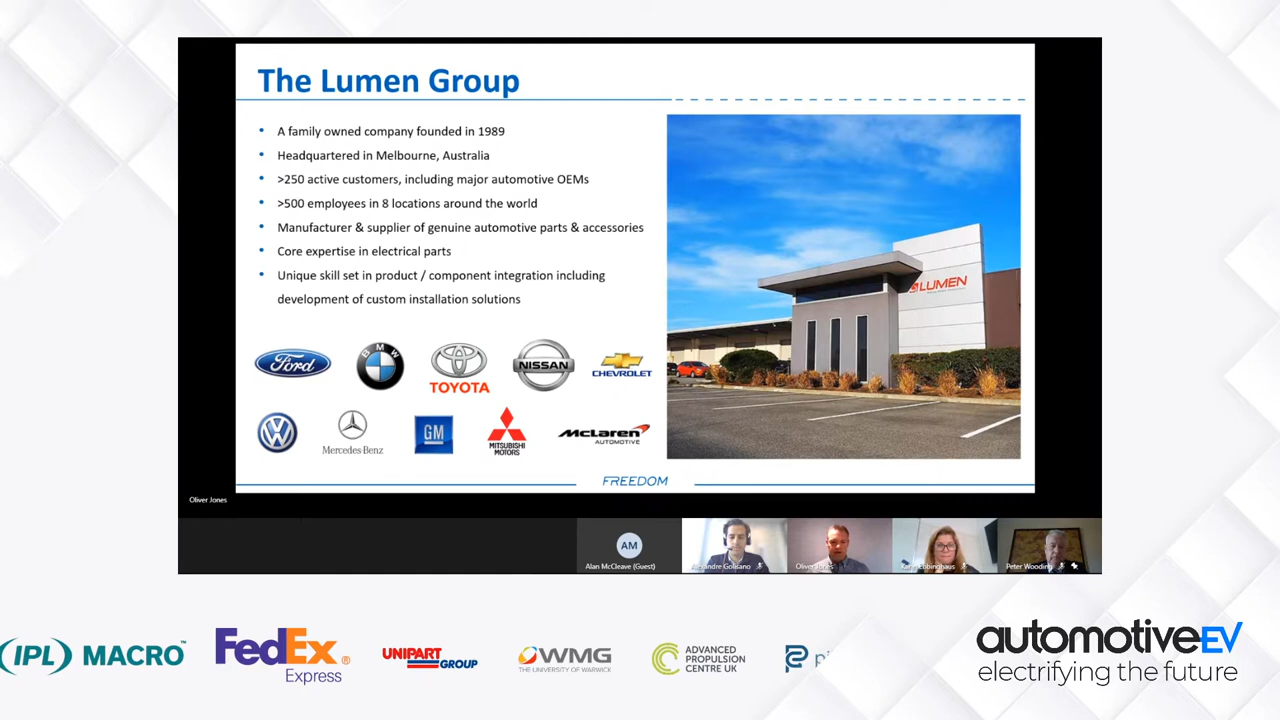 The Lumen Group
• A family owned company founded in 1989
• Headquartered in Melbourne, Australia
• >250 active customers, including major automotive OEMs
• >500 employees in 8 locations around the world
• Manufacturer & supplier of genuine automotive parts & accessories
• Core expertise in electrical parts
• Unique skill set in product / component integration including
development of custom installation solutions
LUMEN
Ford
BMW
TOYOTA
NISSAN
CHEVROLET
Mercedes-Benz
GM
MITSUBISHI
MOTORS
McLaren
AUTOMOTIVE
FREEDOM
Oliver Jones
AM
Alan McCleave (Guest)
Oliver Jones
Peter Wooding
(IPL) MACRO™
FedEx®
Express
UNIPART
GROUP
WMG
THE UNIVERSITY OF WARWICK
ADVANCED
PROPULSION
CENTRE UK
automotiveEV
electrifying the future